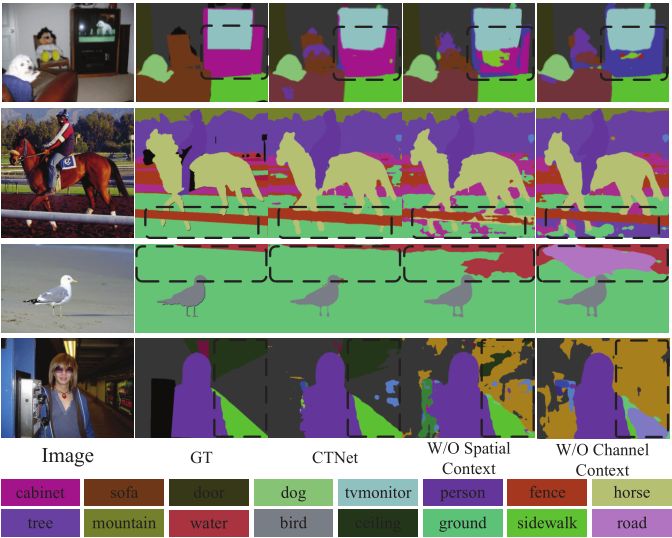 Image
GT
CTNet
W/O Spatial
Context
W/O Channel
Context
cabinet sofa door dog tvmonitor person fence horse
tree mountain water bird ceiling ground sidewalk road